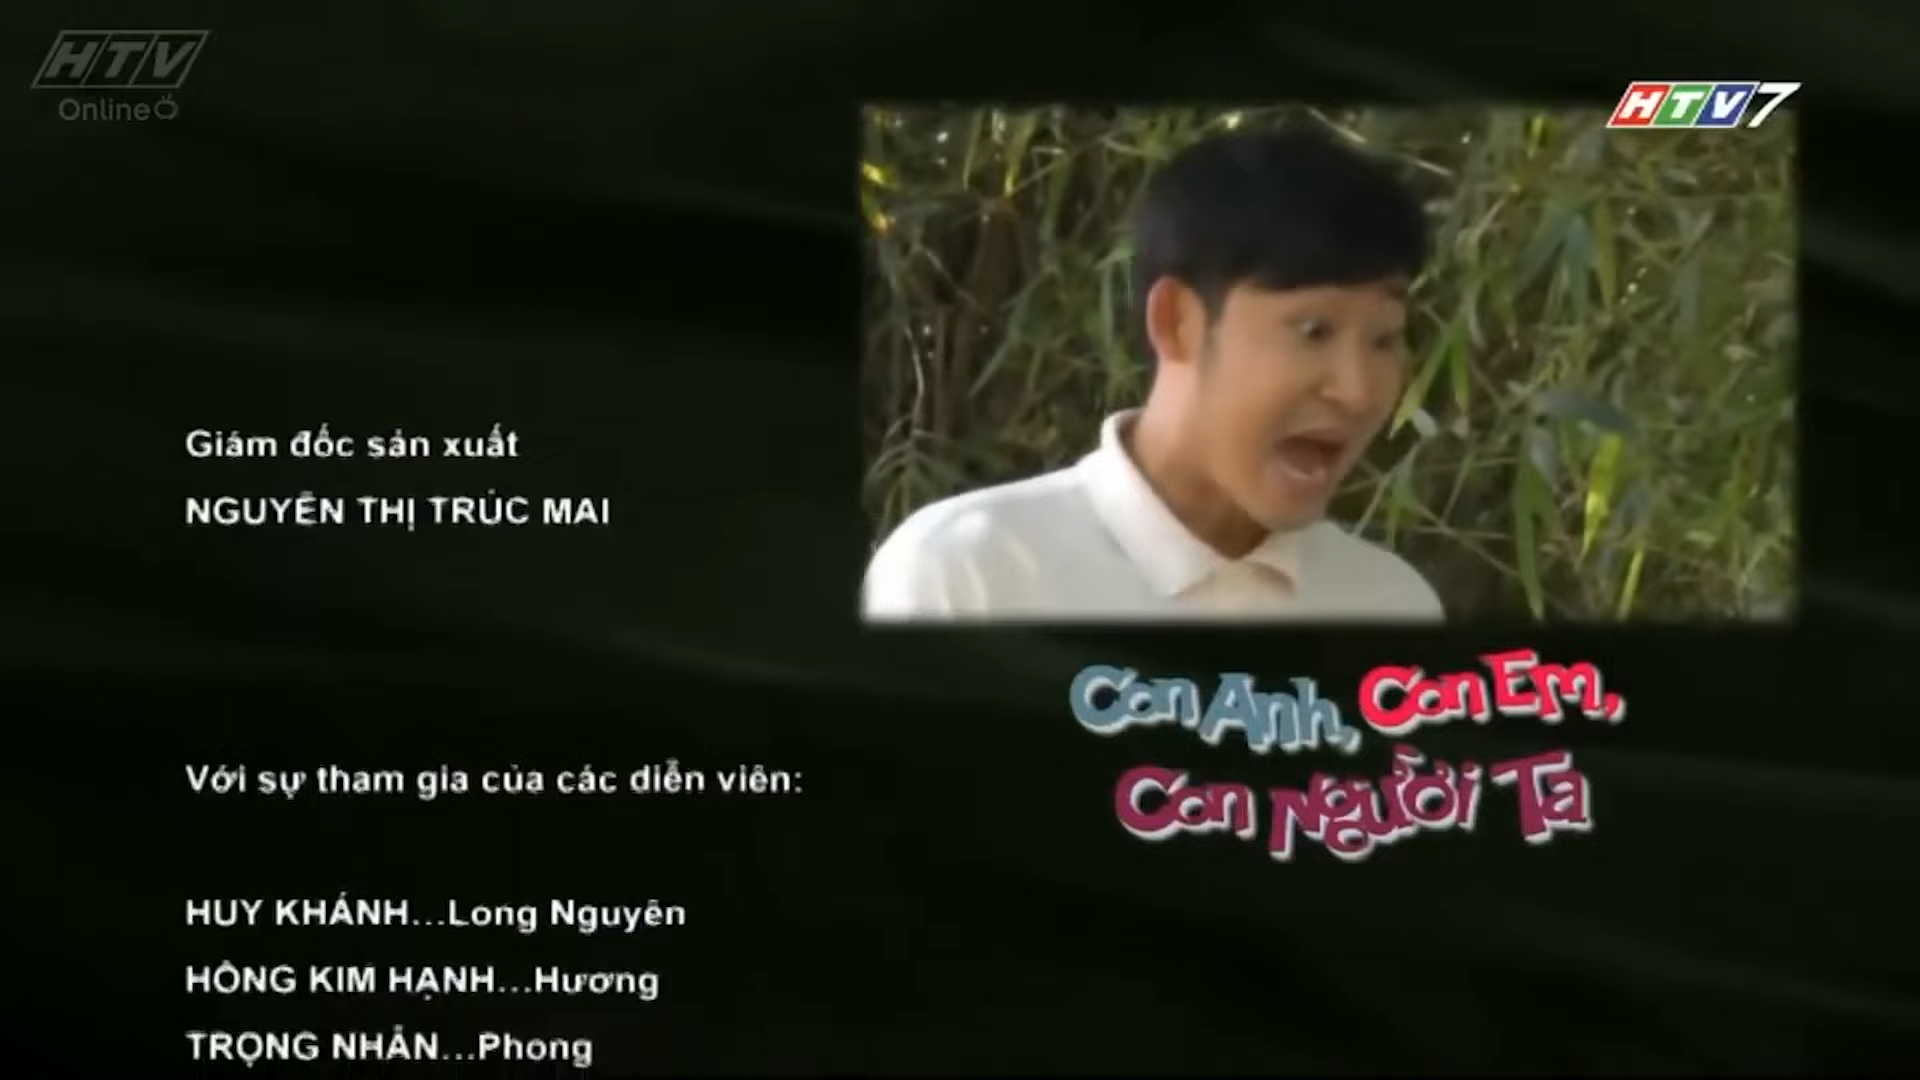 HTV
Online
HTV7
Giám đốc sản xuất
NGUYỄN THỊ TRÚC MAI
Con Anh, Con Em,
Con Người Ta
Với sự tham gia của các diễn viên:
HUY KHÁNH...Long Nguyên
HỒNG KIM HẠNH...Hương
TRỌNG NHÂN...Phong